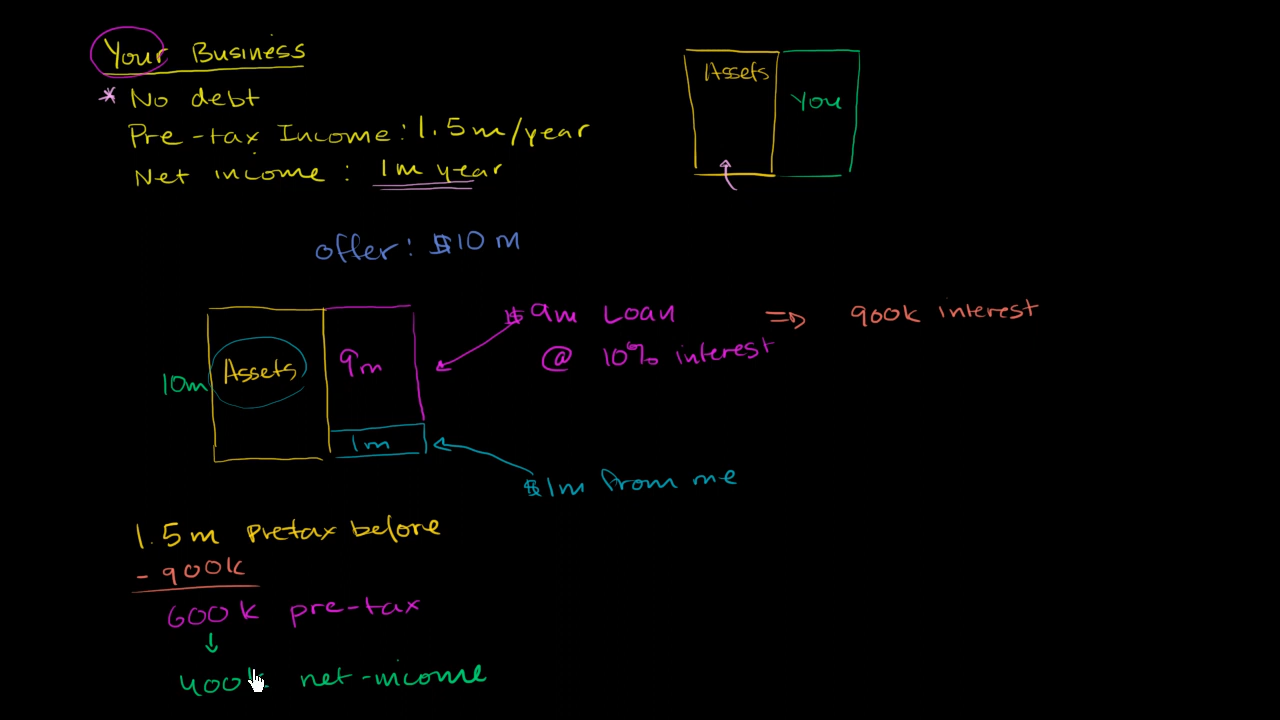 Your Business
* No debt
Pre-tax Income: 1.5m/year
Net income: 1m year
Assets
You
offer: $10m
10m
Assets
9m
1m
$9m Loan
@ 10% interest
=> 900k interest
$1m from me
1.5m pretax before
- 900k
600k pre-tax
↓
400k net-income